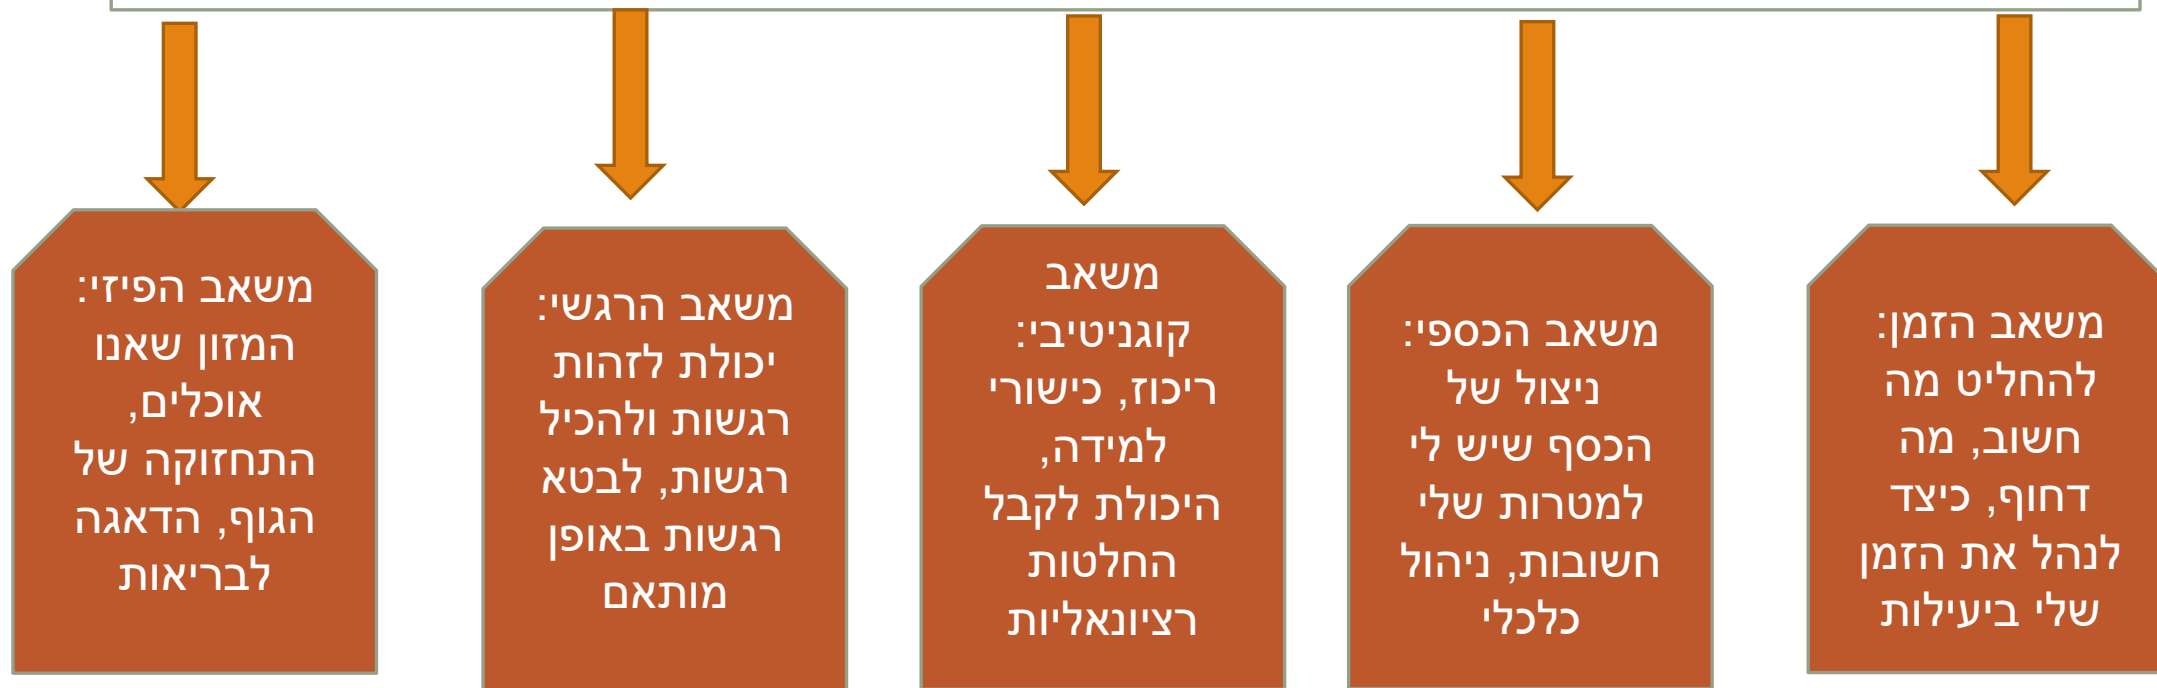 משאב הזמן:
להחליט מה
חשוב, מה
דחוף, כיצד
לנהל את הזמן
שלי ביעילות
משאב הכספי:
ניצול של
הכסף שיש לי
למטרות שלי
חשובות, ניהול
כלכלי
משאב
קוגניטיבי:
ריכוז, כישורי
למידה,
היכולת לקבל
החלטות
רציונאליות
משאב הרגשי:
יכולת לזהות
רגשות ולהכיל
רגשות, לבטא
רגשות באופן
מותאם
משאב הפיזי:
המזון שאנו
אוכלים,
התחזוקה של
הגוף, הדאגה
לבריאות